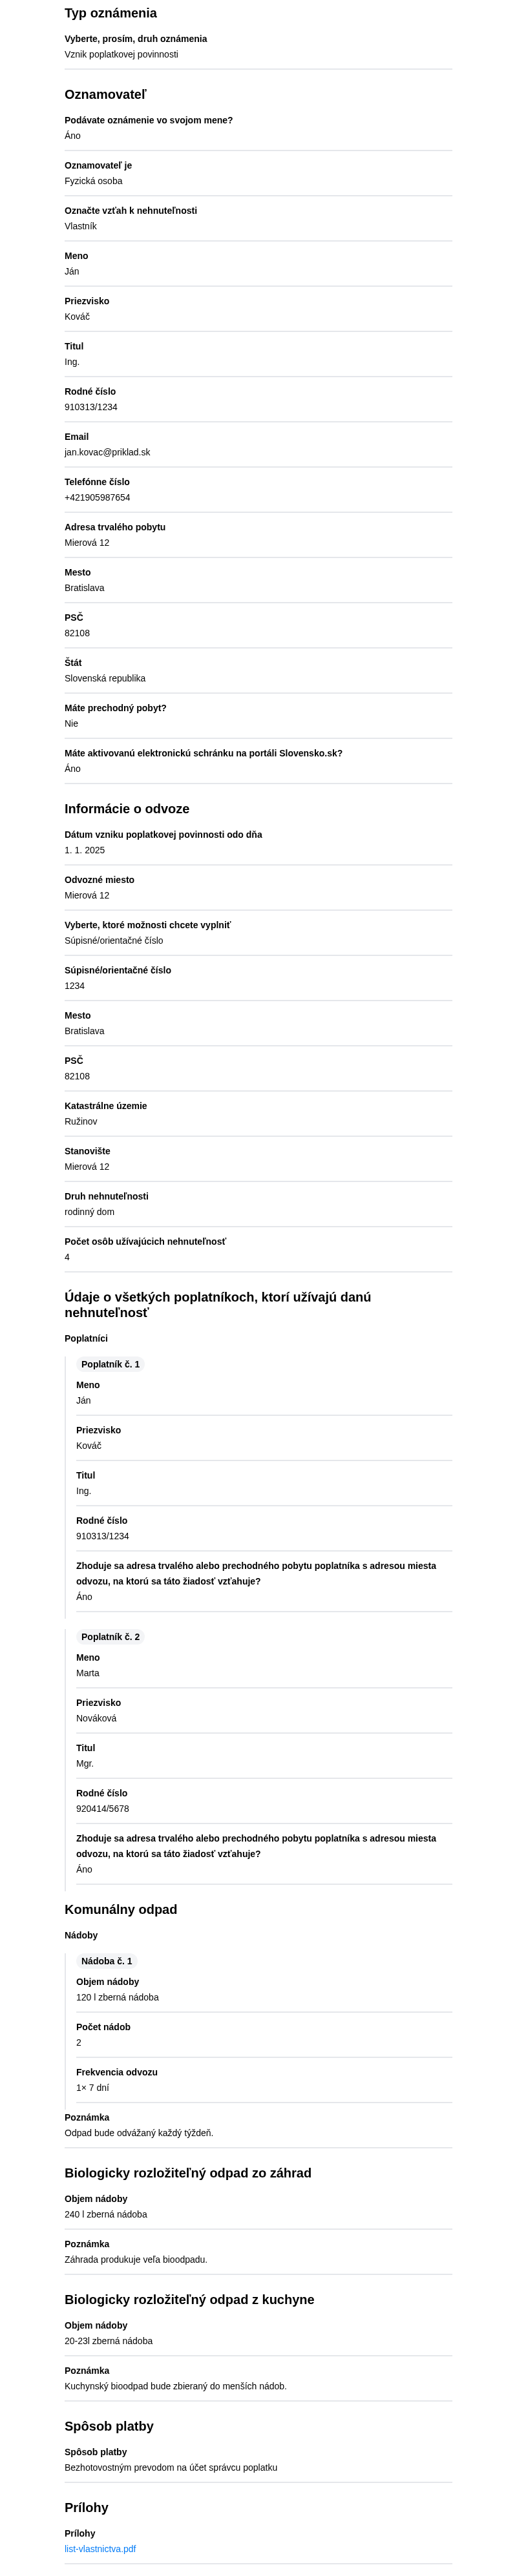 Typ oznámenia
Vyberte, prosím, druh oznámenia
Vznik poplatkovej povinnosti
Oznamovateľ
Podávate oznámenie vo svojom mene?
Áno
Oznamovateľ je
Fyzická osoba
Označte vzťah k nehnuteľnosti
Vlastník
Meno
Ján
Priezvisko
Kováč
Titul
Ing.
Rodné číslo
910313/1234
Email
jan.kovac@priklad.sk
Telefónne číslo
+421905987654
Adresa trvalého pobytu
Mierová 12
Mesto
Bratislava
PSČ
82108
Štát
Slovenská republika
Máte prechodný pobyt?
Nie
Máte aktivovanú elektronickú schránku na portáli Slovensko.sk?
Áno
Informácie o odvoze
Dátum vzniku poplatkovej povinnosti odo dňa
1. 1. 2025
Odvozné miesto
Mierová 12
Vyberte, ktoré možnosti chcete vyplniť
Súpisné/orientačné číslo
Súpisné/orientačné číslo
1234
Mesto
Bratislava
PSČ
82108
Katastrálne územie
Ružinov
Stanovište
Mierová 12
Druh nehnuteľnosti
rodinný dom
Počet osôb užívajúcich nehnuteľnosť
4
Údaje o všetkých poplatníkoch, ktorí užívajú danú
nehnuteľnosť
Poplatníci
Poplatník č. 1
Meno
Ján
Priezvisko
Kováč
Titul
Ing.
Rodné číslo
910313/1234
Zhoduje sa adresa trvalého alebo prechodného pobytu poplatníka s adresou miesta
odvozu, na ktorú sa táto žiadosť vzťahuje?
Áno
Poplatník č. 2
Meno
Marta
Priezvisko
Nováková
Titul
Mgr.
Rodné číslo
920414/5678
Zhoduje sa adresa trvalého alebo prechodného pobytu poplatníka s adresou miesta
odvozu, na ktorú sa táto žiadosť vzťahuje?
Áno
Komunálny odpad
Nádoby
Nádoba č. 1
Objem nádoby
120 l zberná nádoba
Počet nádob
2
Frekvencia odvozu
1× 7 dní
Poznámka
Odpad bude odvážaný každý týždeň.
Biologicky rozložiteľný odpad zo záhrad
Objem nádoby
240 l zberná nádoba
Poznámka
Záhrada produkuje veľa bioodpadu.
Biologicky rozložiteľný odpad z kuchyne
Objem nádoby
20-23l zberná nádoba
Poznámka
Kuchynský bioodpad bude zbieraný do menších nádob.
Spôsob platby
Spôsob platby
Bezhotovostným prevodom na účet správcu poplatku
Prílohy
Prílohy
list-vlastnictva.pdf